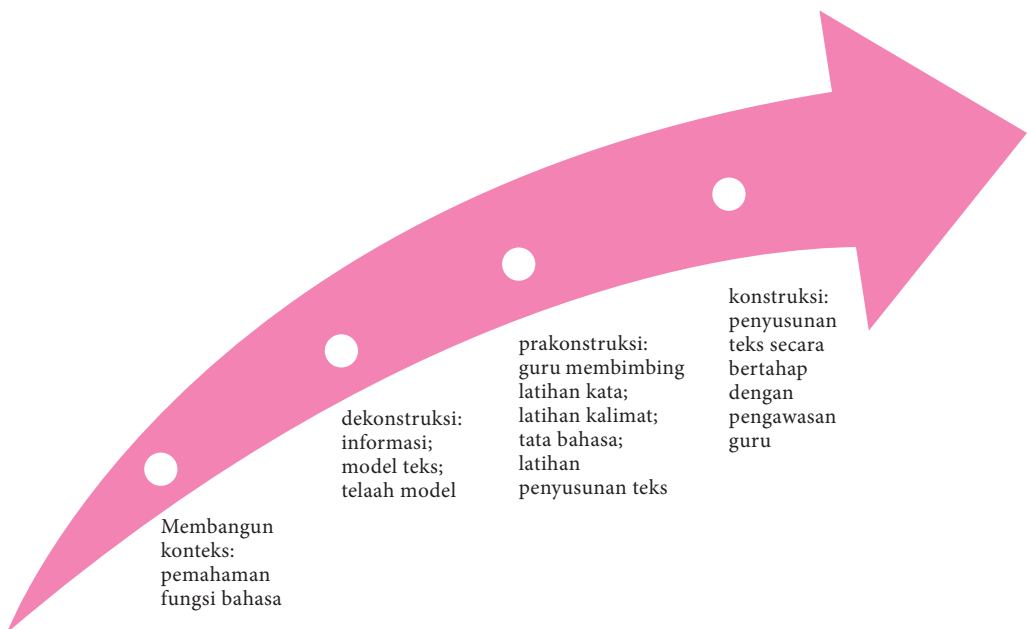 Membangun
konteks:
pemahaman
fungsi bahasa
dekonstruksi:
informasi;
model teks;
telaah model
prakonstruksi:
guru membimbing
latihan kata;
latihan kalimat;
tata bahasa;
latihan
penyusunan teks
konstruksi:
penyusunan
teks secara
bertahap
dengan
pengawasan
guru